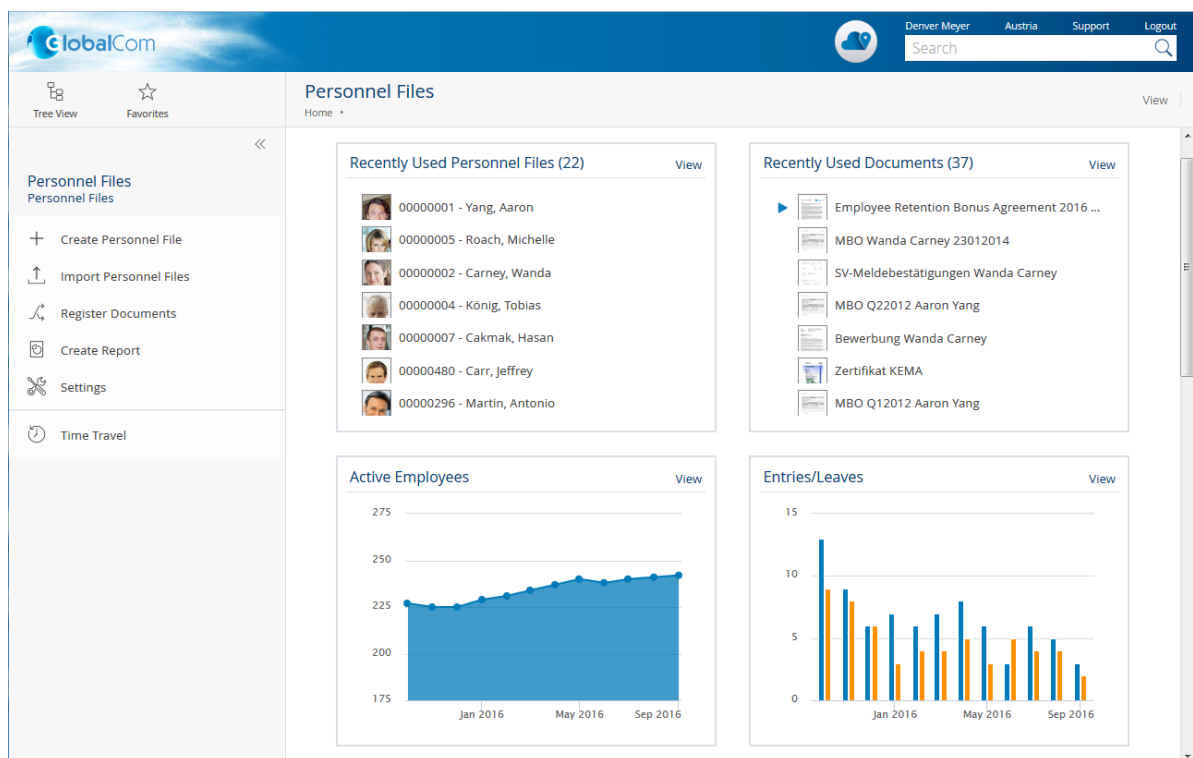 GlobalCom
Denver Meyer Austria Support Logout
Search
Tree View Favorites
Personnel Files
Home •
View
Personnel Files
Personnel Files
Create Personnel File
Import Personnel Files
Register Documents
Create Report
Settings
Time Travel
Recently Used Personnel Files (22) View
00000001 - Yang, Aaron
00000005 - Roach, Michelle
00000002 - Carney, Wanda
00000004 - König, Tobias
00000007 - Cakmak, Hasan
00000480 - Carr, Jeffrey
00000296 - Martin, Antonio
Recently Used Documents (37) View
Employee Retention Bonus Agreement 2016 ...
MBO Wanda Carney 23012014
SV-Meldebestätigungen Wanda Carney
MBO Q22012 Aaron Yang
Bewerbung Wanda Carney
Zertifikat KEMA
MBO Q12012 Aaron Yang
Active Employees View
275
250
225
200
175
Jan 2016 May 2016 Sep 2016
Entries/Leaves View
15
10
5
0
Jan 2016 May 2016 Sep 2016